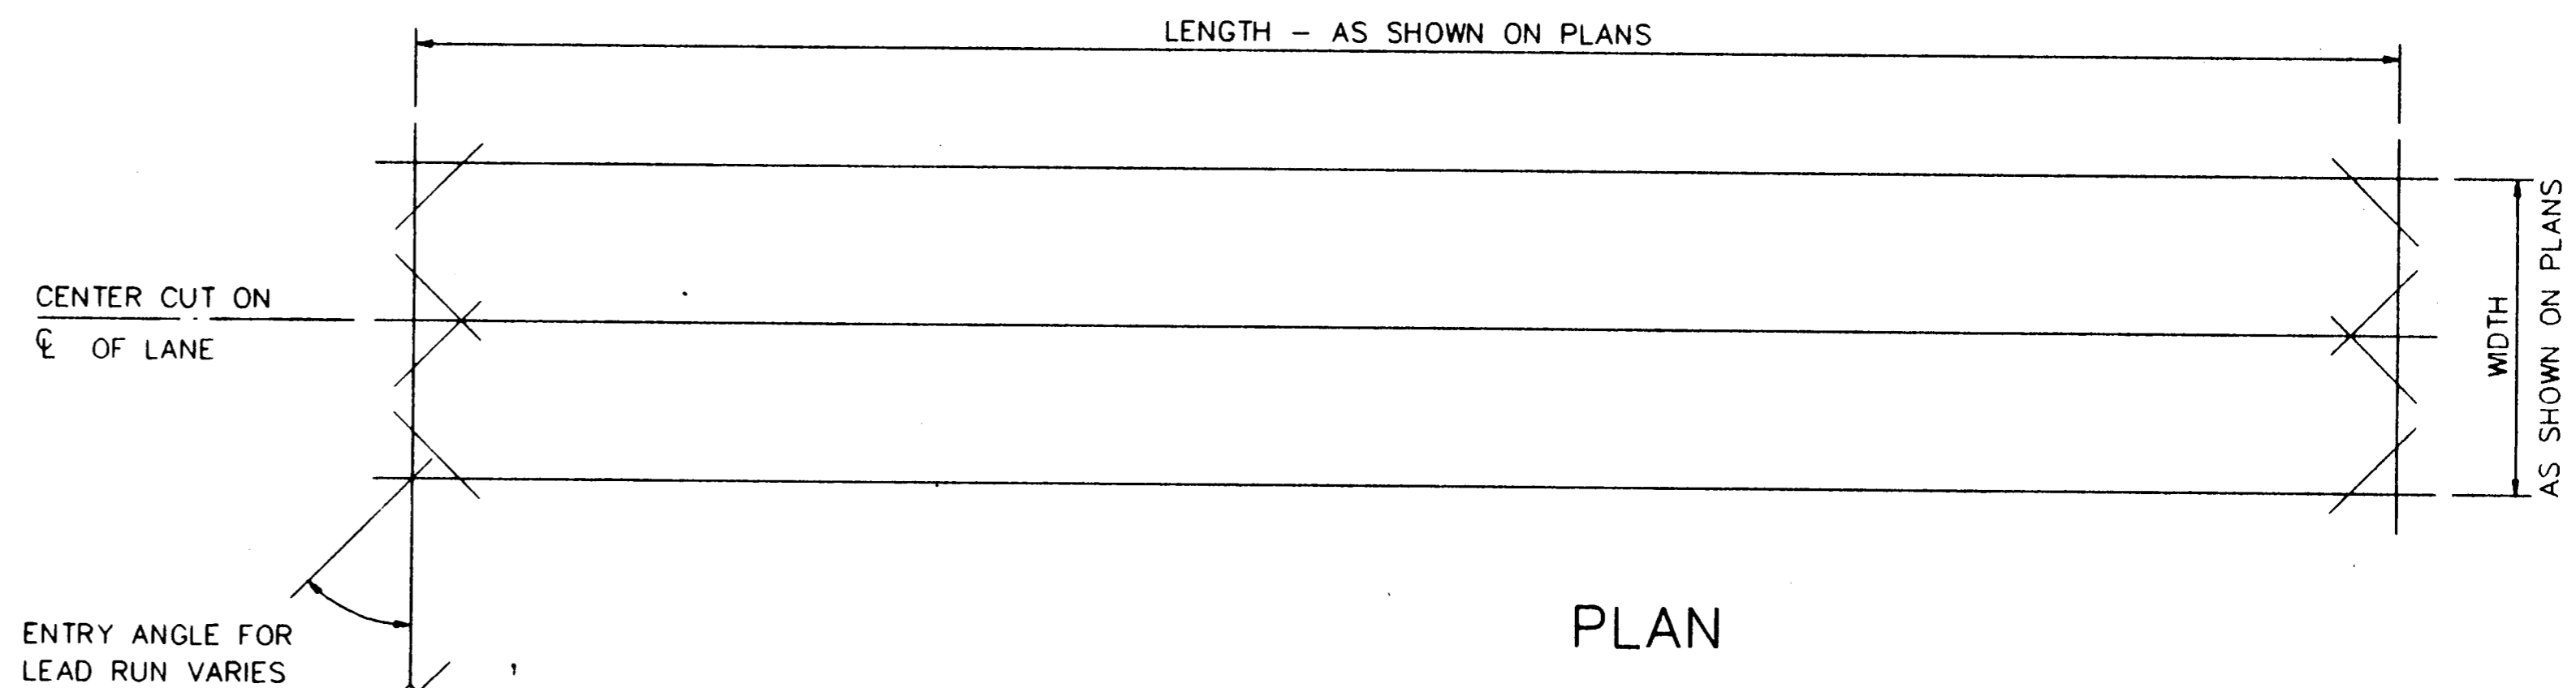 LENGTH – AS SHOWN ON PLANS
CENTER CUT ON
℄ OF LANE
WIDTH
AS SHOWN ON PLANS
ENTRY ANGLE FOR
LEAD RUN VARIES
PLAN